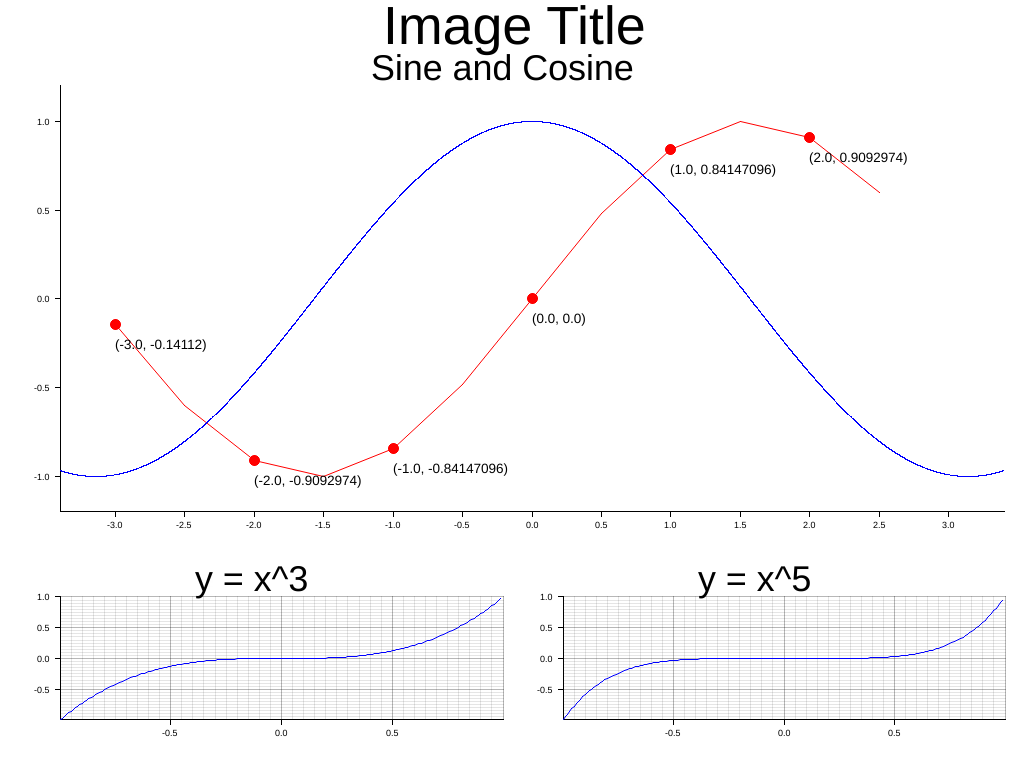 Image Title
Sine and Cosine
1.0
(2.0, 0.9092974)
(1.0, 0.84147096)
0.5
0.0
(0.0, 0.0)
(-3.0, -0.14112)
-0.5
(-1.0, -0.84147096)
-1.0
(-2.0, -0.9092974)
-3.0 -2.5 -2.0 -1.5 -1.0 -0.5 0.0 0.5 1.0 1.5 2.0 2.5 3.0
y = x^3
1.0
0.5
0.0
-0.5
-0.5 0.0 0.5
y = x^5
1.0
0.5
0.0
-0.5
-0.5 0.0 0.5